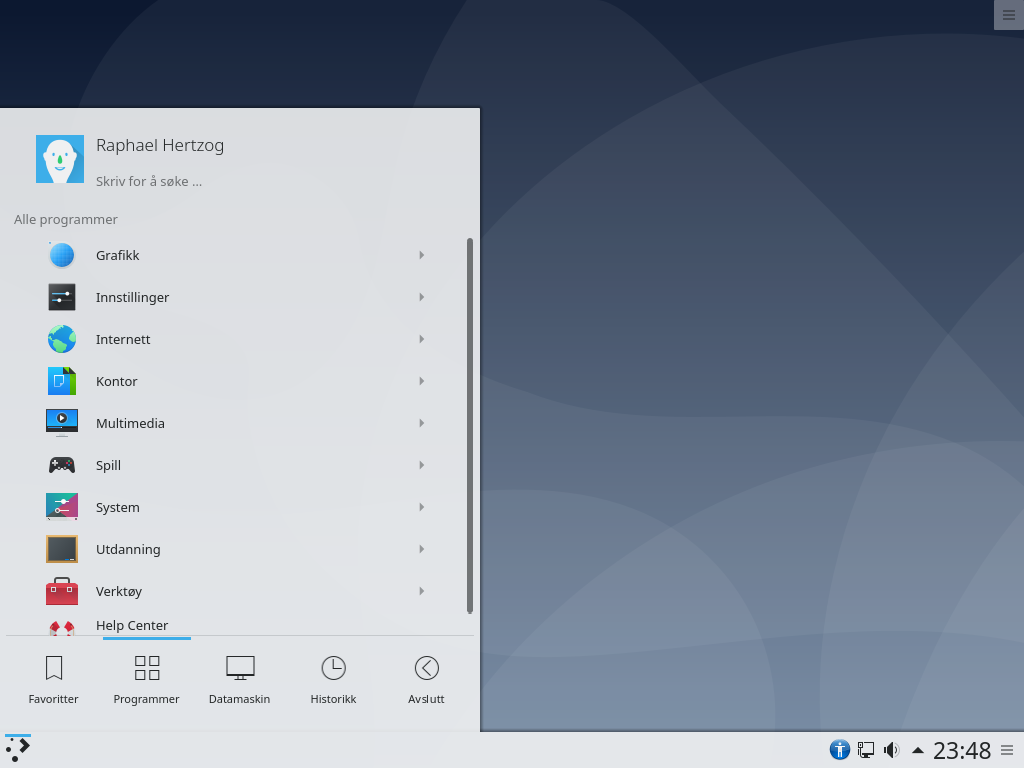 Raphael Hertzog
Skriv for å søke ...
Alle programmer
Grafikk
Innstillinger
Internett
Kontor
Multimedia
Spill
System
Utdanning
Verktøy
Help Center
Favoritter
Programmer
Datamaskin
Historikk
Avslutt
23:48